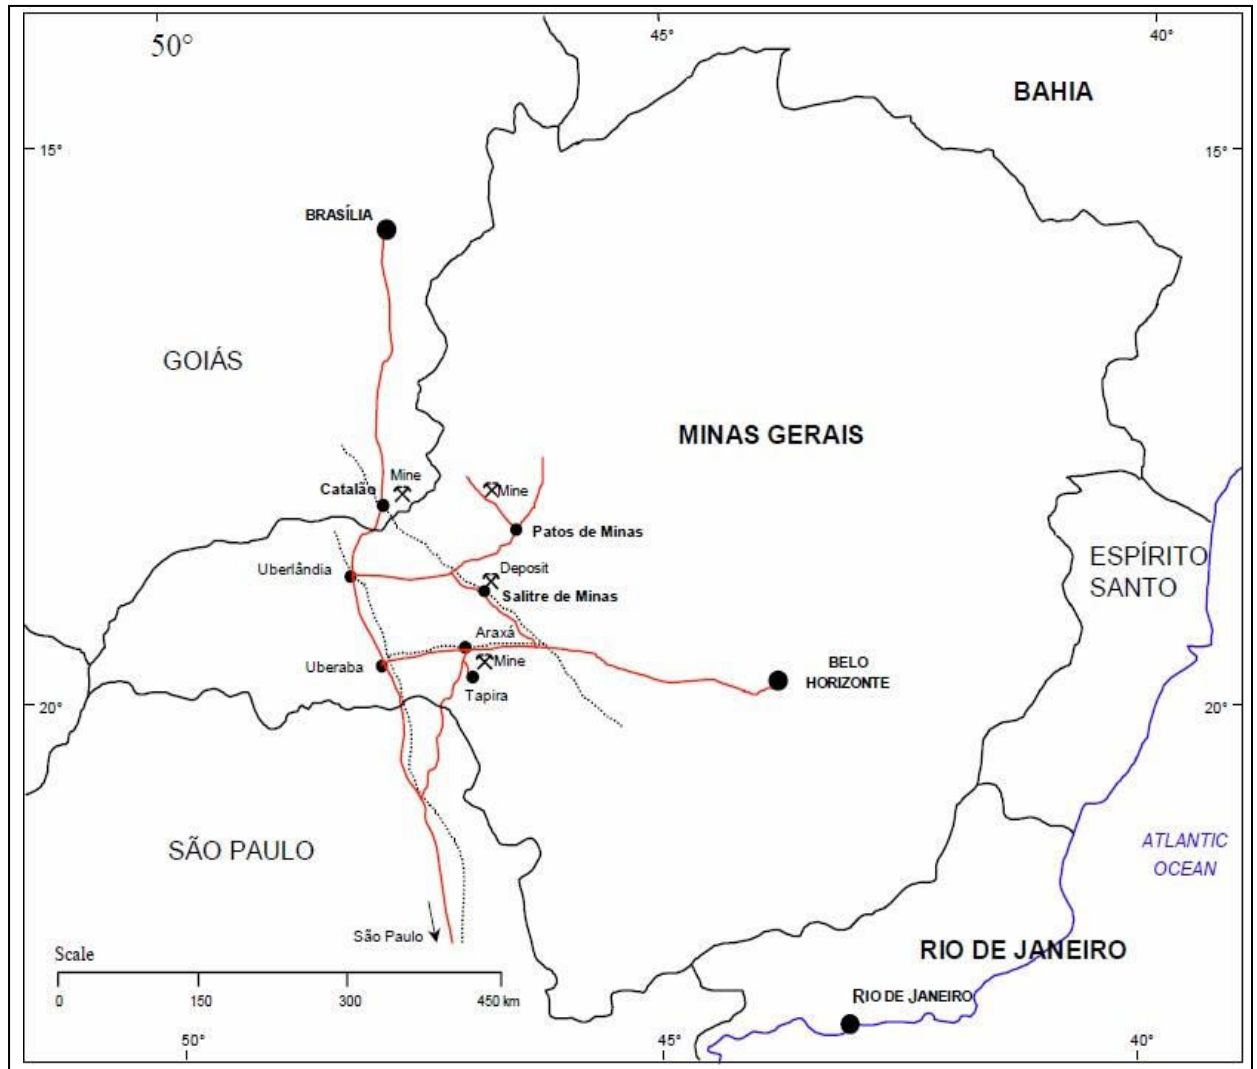 50°
45°
40°
BAHIA
15°
15°
BRASÍLIA
GOIÁS
MINAS GERAIS
Mine
Catalão
Mine
Patos de Minas
ESPÍRITO
SANTO
Uberlândia
Deposit
Salitre de Minas
Araxá
Uberaba
Mine
Tapira
BELO
HORIZONTE
20°
20°
SÃO PAULO
ATLANTIC
OCEAN
São Paulo
RIO DE JANEIRO
Scale
0 150 300 450 km
RIO DE JANEIRO
50°
45°
40°